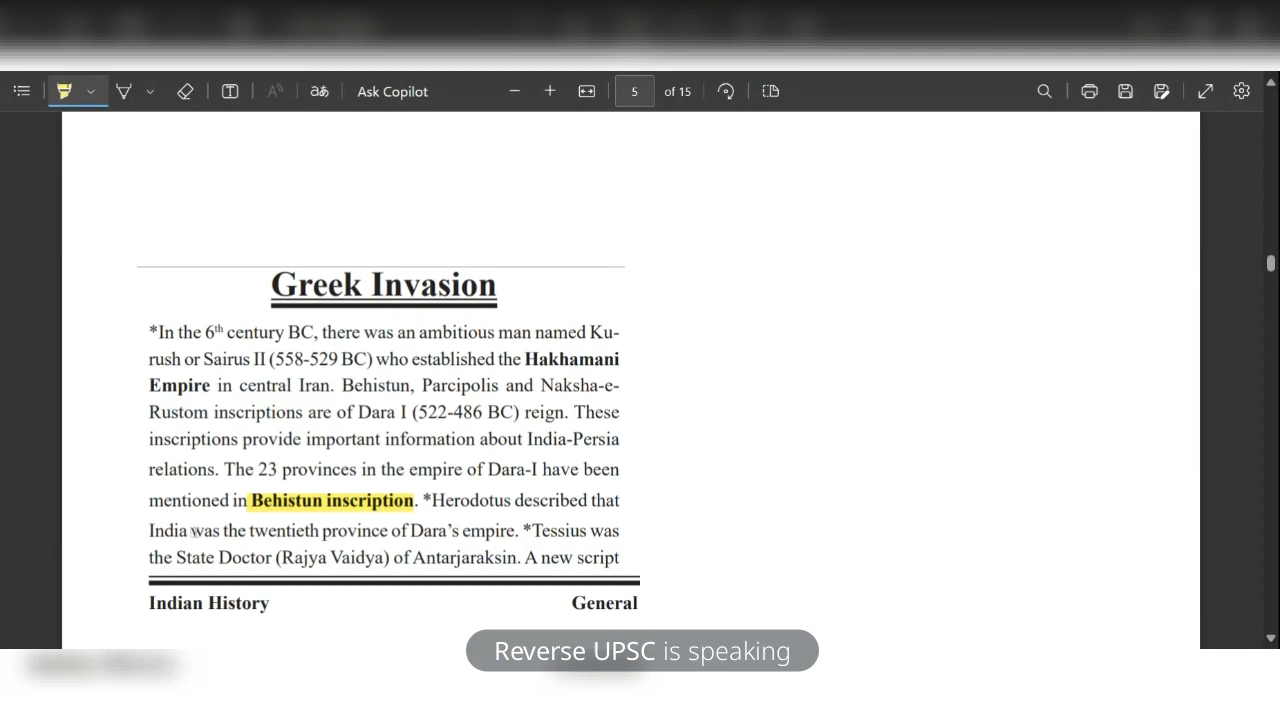 Ask Copilot
5 of 15
Greek Invasion
*In the 6th century BC, there was an ambitious man named Ku-
rush or Sairus II (558-529 BC) who established the Hakhamani
Empire in central Iran. Behistun, Parcipolis and Naksha-e-
Rustom inscriptions are of Dara I (522-486 BC) reign. These
inscriptions provide important information about India-Persia
relations. The 23 provinces in the empire of Dara-I have been
mentioned in Behistun inscription. *Herodotus described that
India was the twentieth province of Dara’s empire. *Tessius was
the State Doctor (Rajya Vaidya) of Antarjaraksin. A new script
Indian History General
Reverse UPSC is speaking